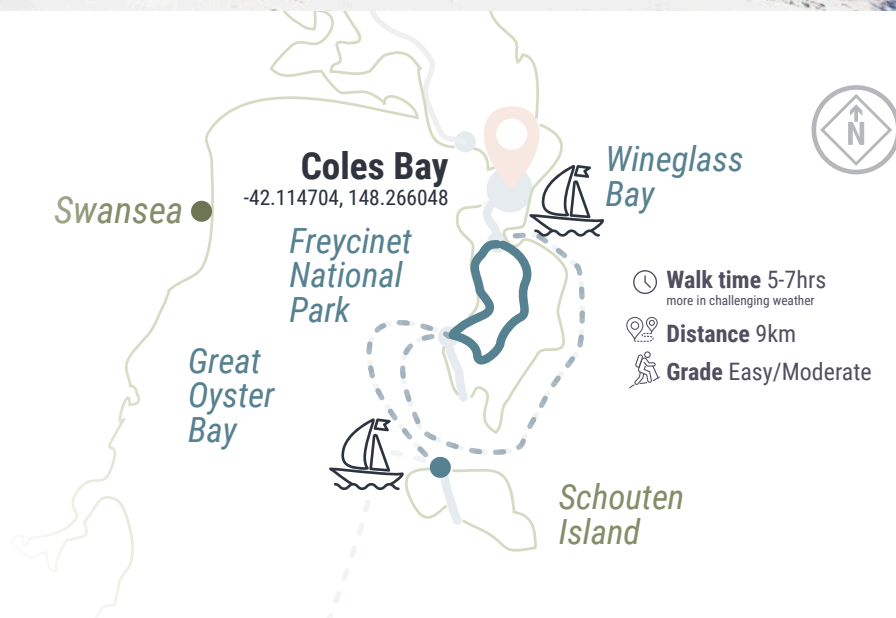 N
Coles Bay
-42.114704, 148.266048
Wineglass
Bay
Swansea
Freycinet
National
Park
Walk time 5-7hrs
more in challenging weather
Distance 9km
Grade Easy/Moderate
Great
Oyster
Bay
Schouten
Island